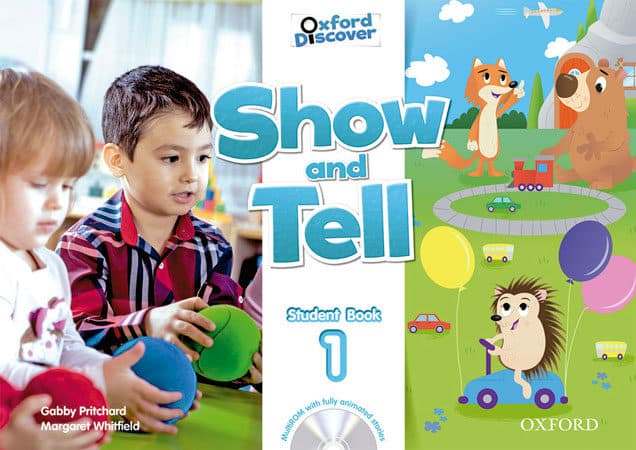 Oxford
Discover
Show
and
Tell
Student Book
1
MultiROM with fully animated stories
Gabby Pritchard
Margaret Whitfield
OXFORD